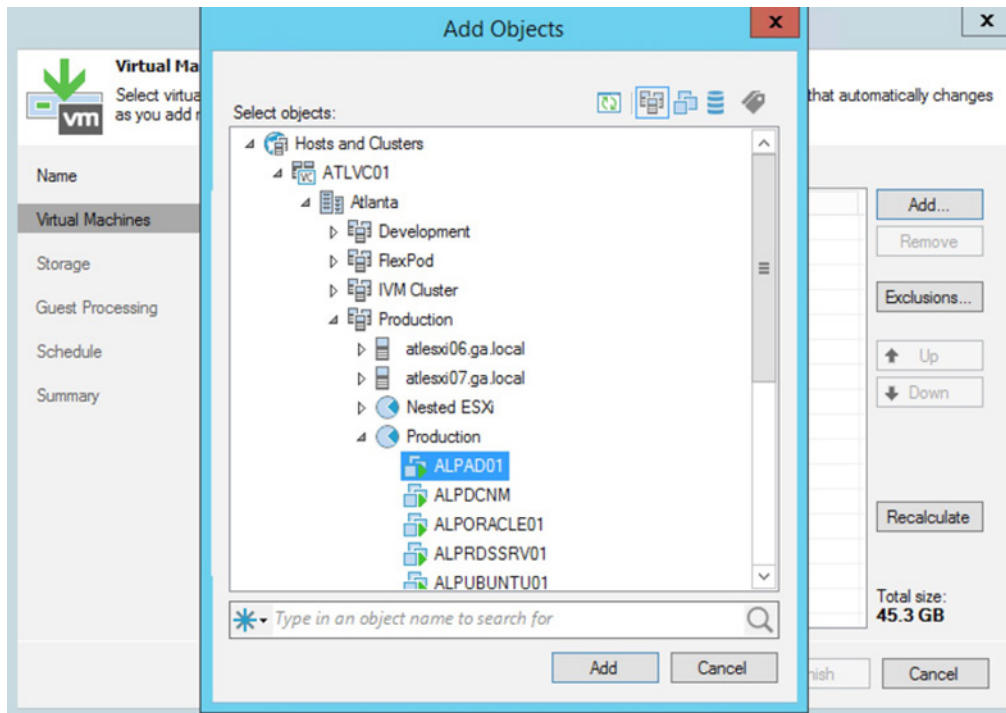 Add Objects
x
x
Virtual Ma
Select virtua
as you add r
that automatically changes
vm
Name
Virtual Machines
Storage
Guest Processing
Schedule
Summary
Select objects:
Hosts and Clusters
VC ATLVC01
Atlanta
Development
FlexPod
IVM Cluster
Production
atlesxi06.ga.local
atlesxi07.ga.local
Nested ESXi
Production
ALPAD01
ALPDCNM
ALPORACLE01
ALPRDSSRV01
ALPUBUNTU01
Type in an object name to search for
Add
Cancel
Add...
Remove
Exclusions...
Up
Down
Recalculate
Total size:
45.3 GB
nish
Cancel